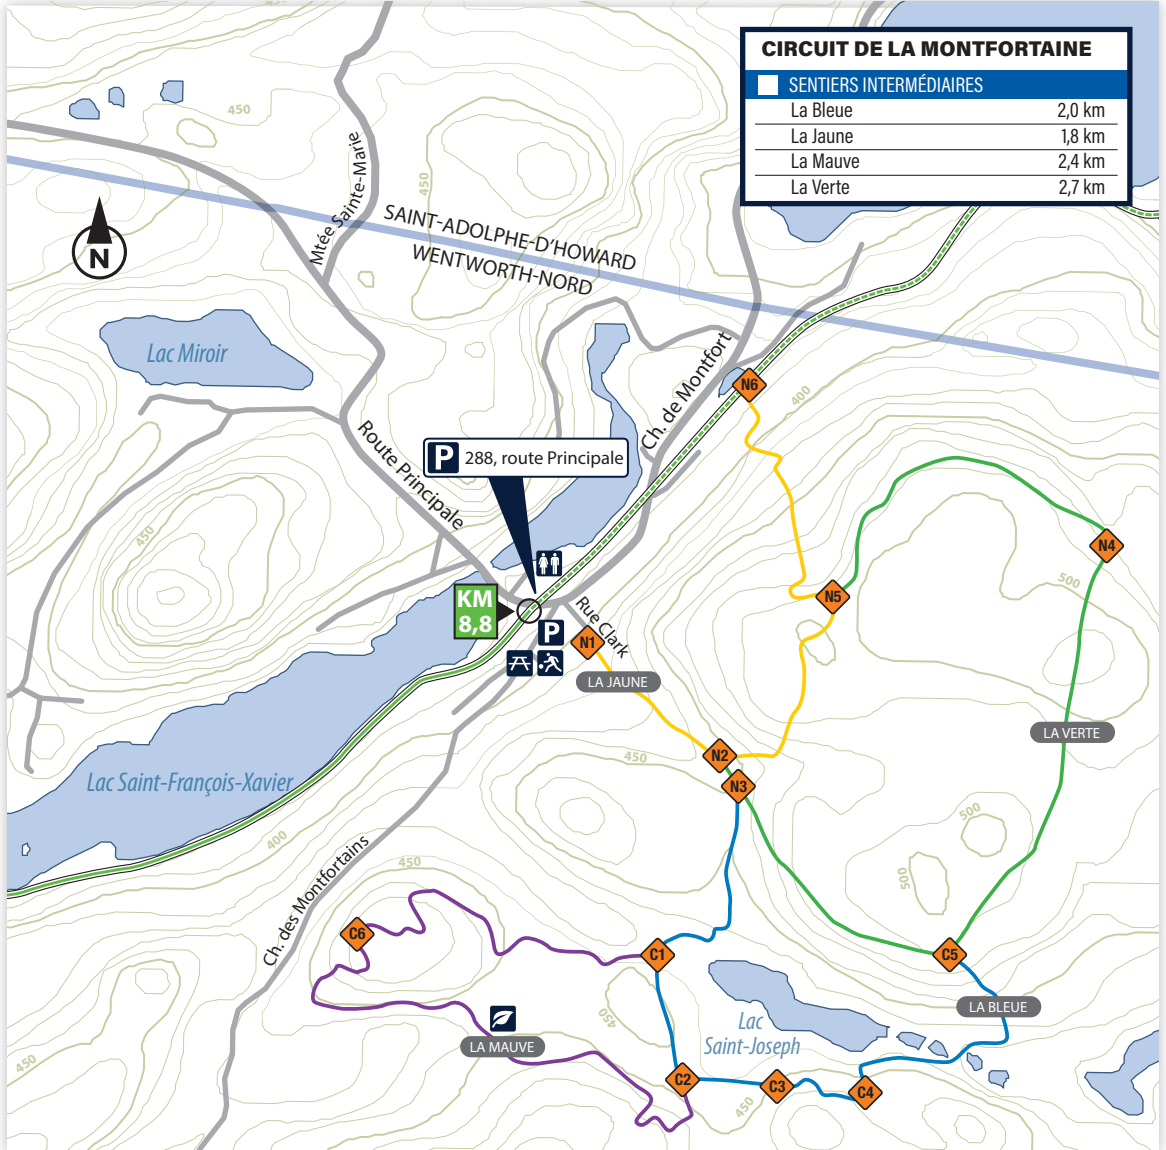 CIRCUIT DE LA MONTFORTAINE
SENTIERS INTERMÉDIAIRES
La Bleue 2,0 km
La Jaune 1,8 km
La Mauve 2,4 km
La Verte 2,7 km
450
450
Mtée Sainte-Marie
SAINT-ADOLPHE-D'HOWARD
WENTWORTH-NORD
N
Lac Miroir
Ch. de Montfort
N6
400
Route Principale
P 288, route Principale
450
N4
500
KM
8,8
N5
Rue Clark
P
N1
LA JAUNE
LA VERTE
450
N2
N3
Lac Saint-François-Xavier
400
500
500
450
Ch. des Montfortains
C6
C1
C5
LA BLEUE
450
Lac
Saint-Joseph
LA MAUVE
450
C2
C3
C4
450